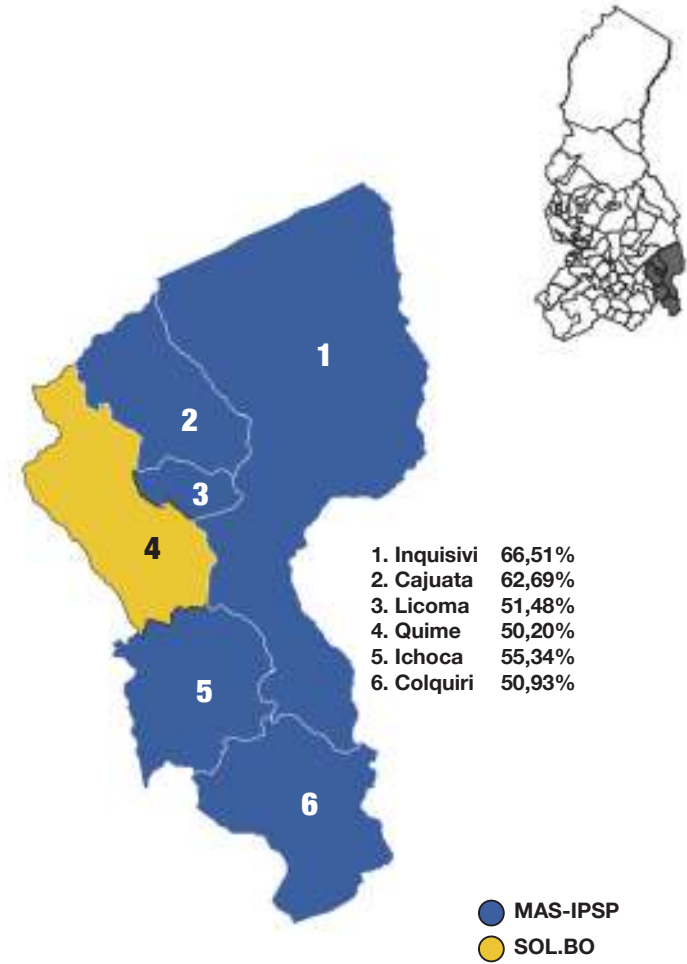 1
2
3
4
5
6
1. Inquisivi 66,51%
2. Cajuata 62,69%
3. Licoma 51,48%
4. Quime 50,20%
5. Ichoca 55,34%
6. Colquiri 50,93%
MAS-IPSP
SOL.BO